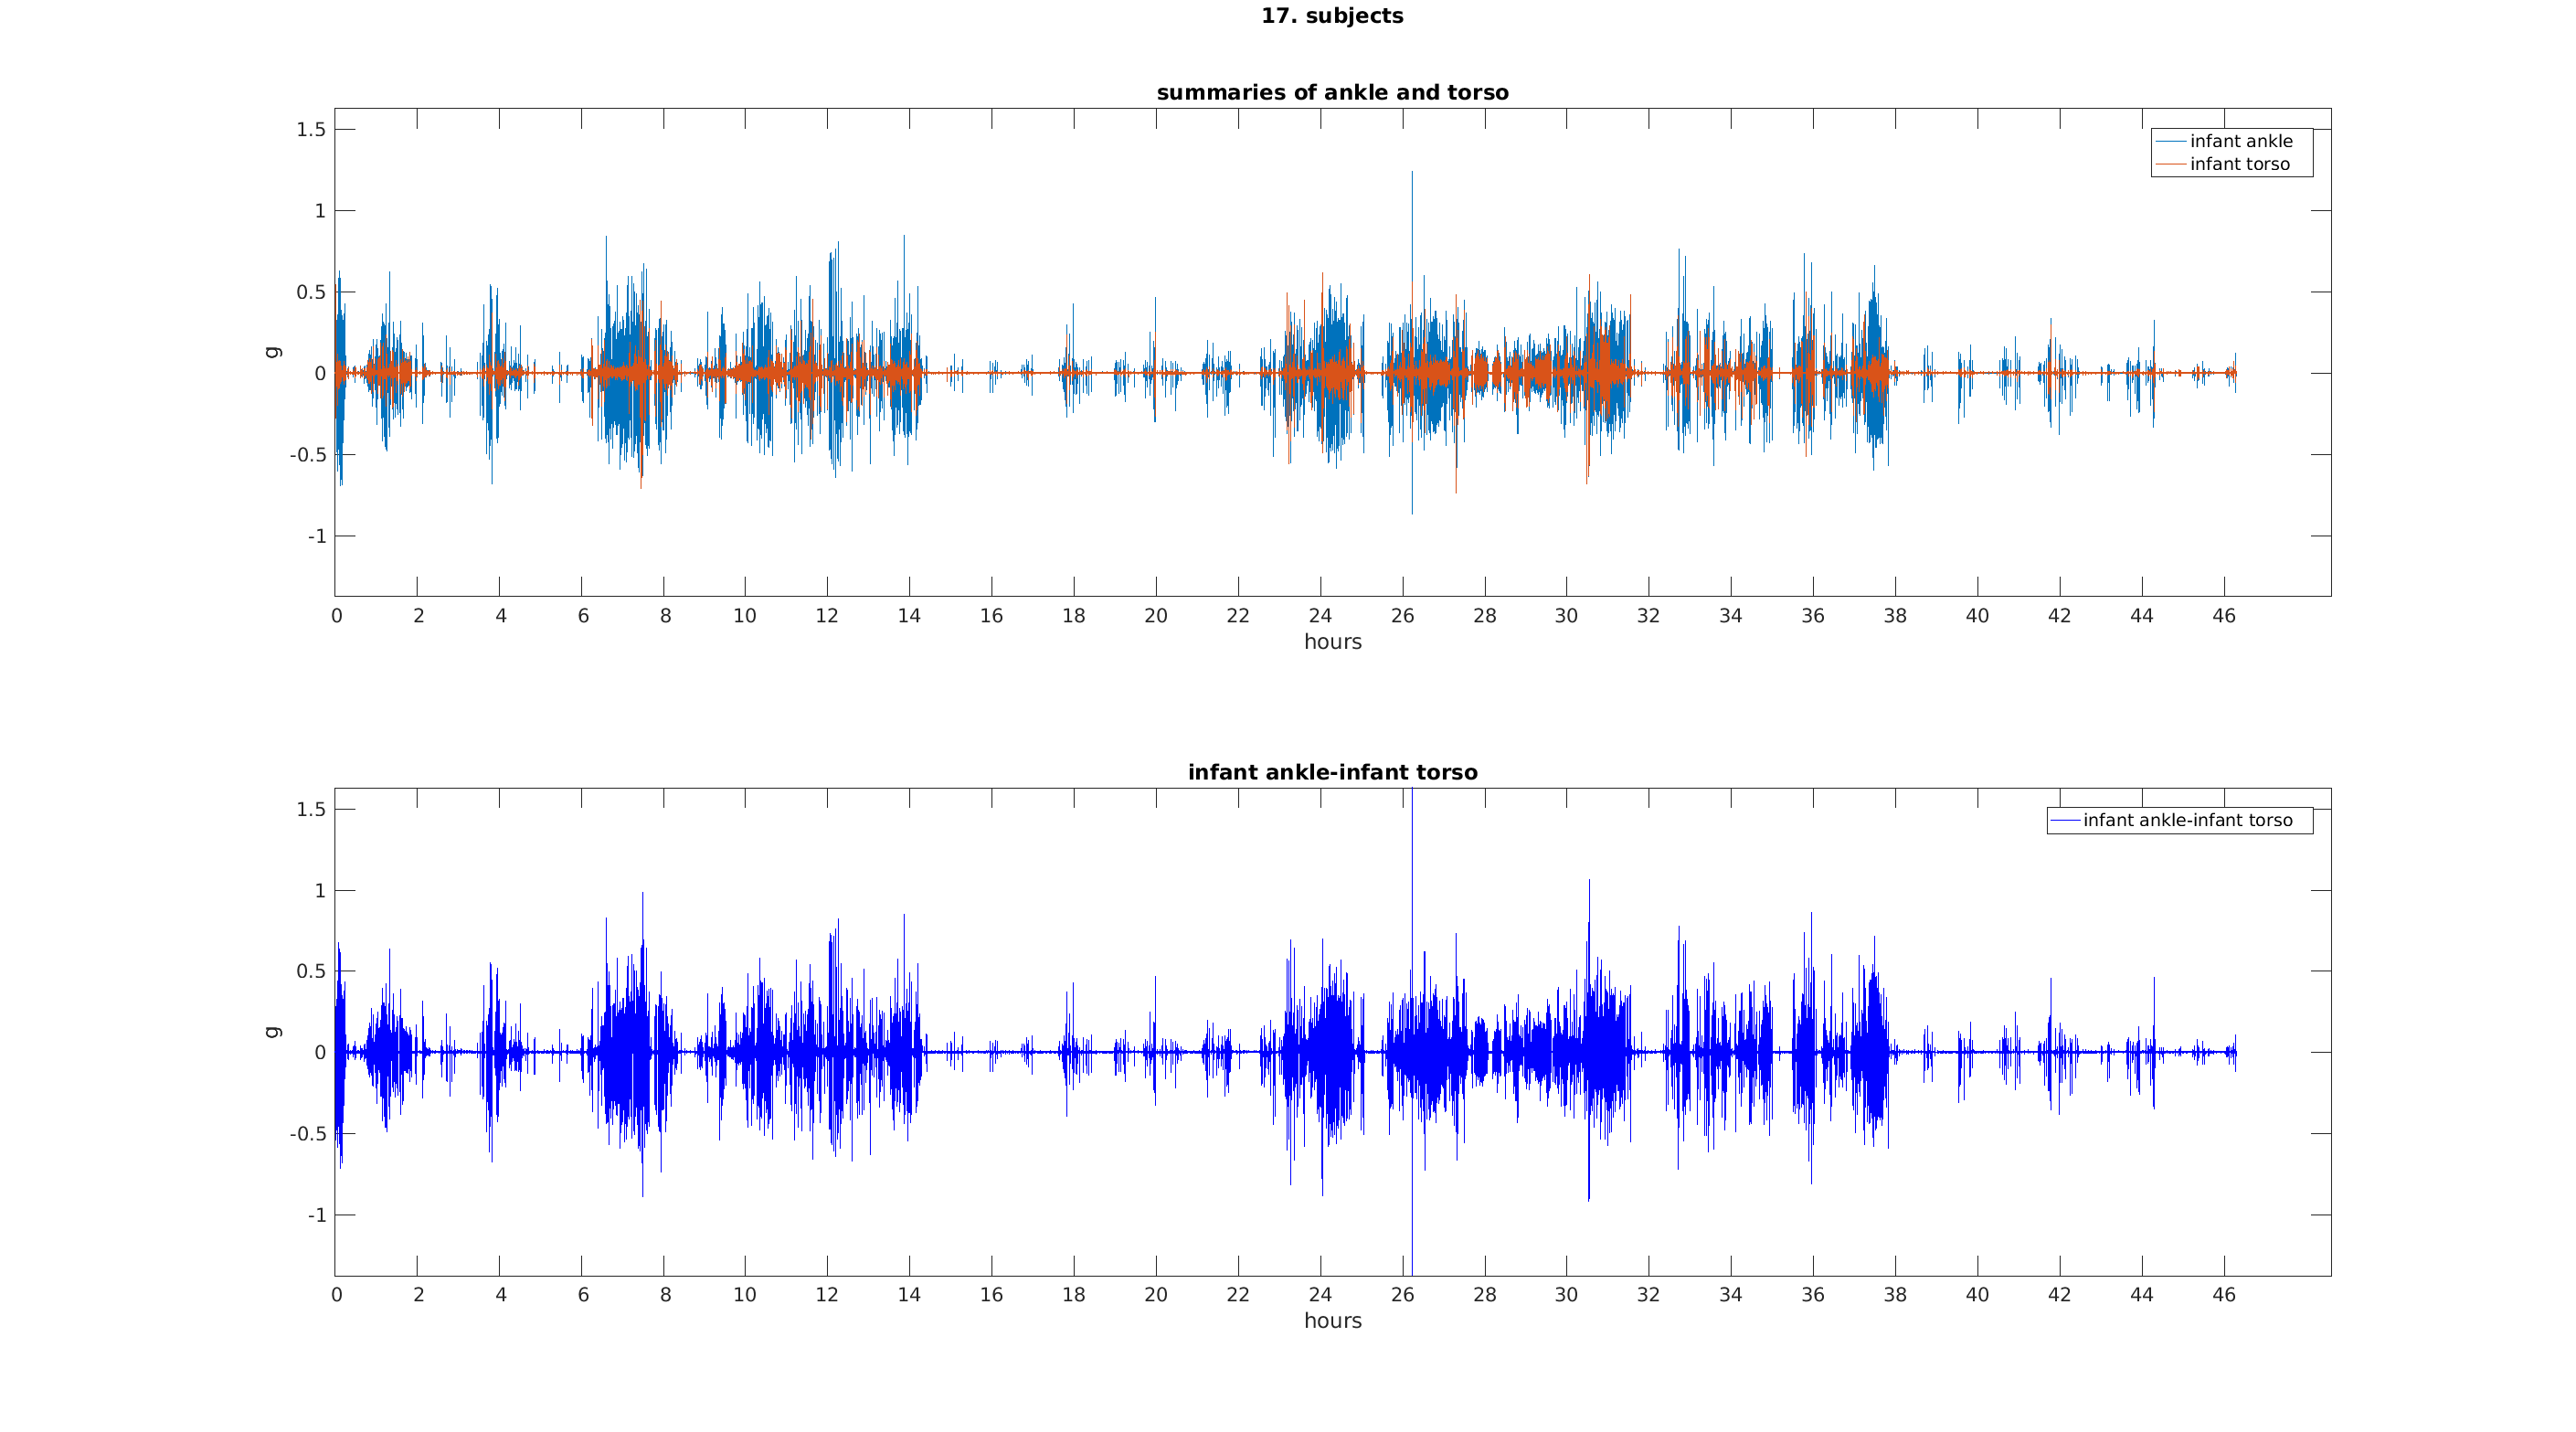 17. subjects
summaries of ankle and torso
1.5
1
0.5
0
-0.5
-1
g
infant ankle
infant torso
0 2 4 6 8 10 12 14 16 18 20 22 24 26 28 30 32 34 36 38 40 42 44 46
hours
infant ankle-infant torso
1.5
1
0.5
0
-0.5
-1
g
infant ankle-infant torso
0 2 4 6 8 10 12 14 16 18 20 22 24 26 28 30 32 34 36 38 40 42 44 46
hours